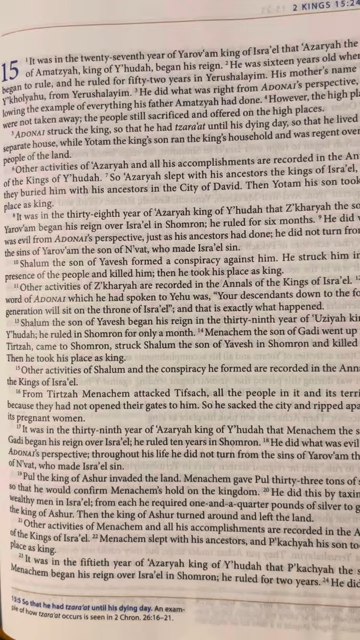 2 KINGS 15:24
15 ¹It was in the twenty-seventh year of Yarov'am king of Isra'el that 'Azaryah the
of Amatzyah, king of Y'hudah, began his reign. ²He was sixteen years old when
began to rule, and he ruled for fifty-two years in Yerushalayim. His mother's name
Y'kholyahu, from Yerushalayim. ³He did what was right from ADONAI's perspective,
lowing the example of everything his father Amatzyah had done. ⁴However, the high pl
were not taken away; the people still sacrificed and offered on the high places.
⁵ADONAI struck the king, so that he had tzara'at until his dying day, so that he lived
separate house, while Yotam the king's son ran the king's household and was regent over
people of the land.
⁶Other activities of 'Azaryah and all his accomplishments are recorded in the An
of the Kings of Y'hudah. ⁷So 'Azaryah slept with his ancestors the kings of Isra'el,
they buried him with his ancestors in the City of David. Then Yotam his son took
place as king.
⁸It was in the thirty-eighth year of 'Azaryah king of Y'hudah that Z'kharyah the so
Yarov'am began his reign over Isra'el in Shomron; he ruled for six months. ⁹He did
was evil from ADONAI's perspective, just as his ancestors had done; he did not turn fro
the sins of Yarov'am the son of N'vat, who made Isra'el sin.
¹⁰Shalum the son of Yavesh formed a conspiracy against him. He struck him in
presence of the people and killed him; then he took his place as king.
¹¹Other activities of Z'kharyah are recorded in the Annals of the Kings of Isra'el.
word of ADONAI which he had spoken to Yehu was, "Your descendants down to the fo
generation will sit on the throne of Isra'el"; and that is exactly what happened.
¹³Shalum the son of Yavesh began his reign in the thirty-ninth year of 'Uziyah kin
Y'hudah; he ruled in Shomron for only a month. ¹⁴Menachem the son of Gadi went up
Tirtzah, came to Shomron, struck Shalum the son of Yavesh in Shomron and killed
Then he took his place as king.
¹⁵Other activities of Shalum and the conspiracy he formed are recorded in the Ann
the Kings of Isra'el.
¹⁶From Tirtzah Menachem attacked Tifsach, all the people in it and its terri
because they had not opened their gates to him. So he sacked the city and ripped apa
its pregnant women.
¹⁷It was in the thirty-ninth year of 'Azaryah king of Y'hudah that Menachem the s
Gadi began his reign over Isra'el; he ruled ten years in Shomron. ¹⁸He did what was evil
ADONAI's perspective; throughout his life he did not turn from the sins of Yarov'am th
of N'vat, who made Isra'el sin.
¹⁹Pul the king of Ashur invaded the land. Menachem gave Pul thirty-three tons of s
so that he would confirm Menachem's hold on the kingdom. ²⁰He did this by taxin
wealthy men in Isra'el; from each he required one-and-a-quarter pounds of silver to g
the king of Ashur. Then the king of Ashur turned around and left the land.
²¹Other activities of Menachem and all his accomplishments are recorded in the A
of the Kings of Isra'el. ²²Menachem slept with his ancestors, and P'kachyah his son to
place as king.
²³It was in the fiftieth year of 'Azaryah king of Y'hudah that P'kachyah the s
Menachem began his reign over Isra'el in Shomron; he ruled for two years. ²⁴He did
15:5 So that he had tzara'at until his dying day. An exam-
ple of how tzara'at occurs is seen in 2 Chron. 26:16–21.